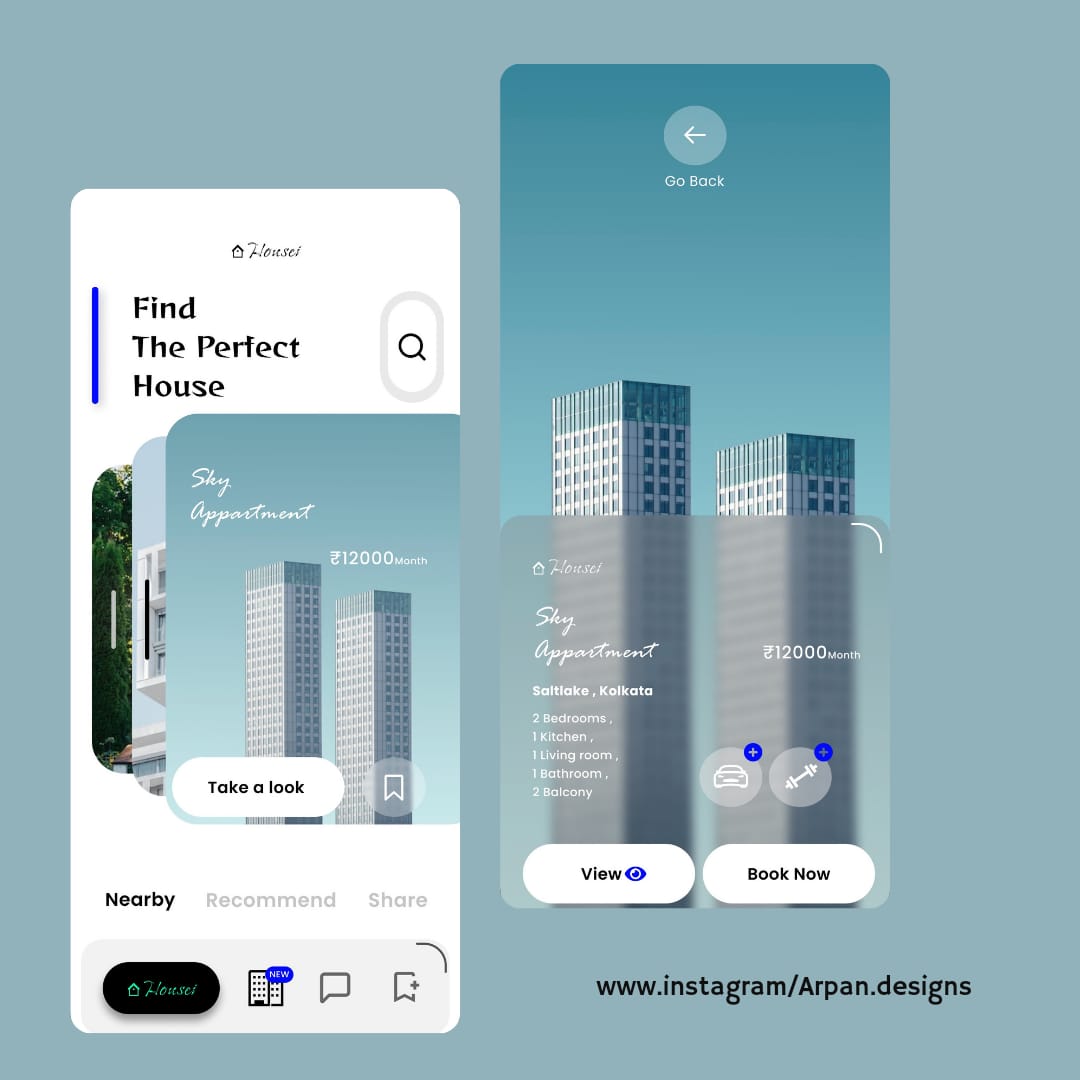 Housei
Find
The Perfect
House
Sky
Appartment
₹12000Month
Take a look
Nearby
Recommend
Share
Housei
NEW
Go Back
Housei
Sky
Appartment
₹12000Month
Saltlake , Kolkata
2 Bedrooms ,
1 Kitchen ,
1 Living room ,
1 Bathroom ,
2 Balcony
View
Book Now
www.instagram/Arpan.designs